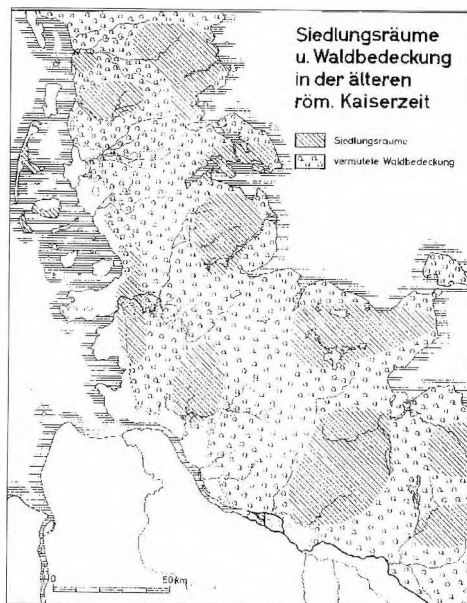 Siedlungsräume
u. Waldbedeckung
in der älteren
röm. Kaiserzeit
Siedlungsräume
vermutete Waldbedeckung
0 50 km